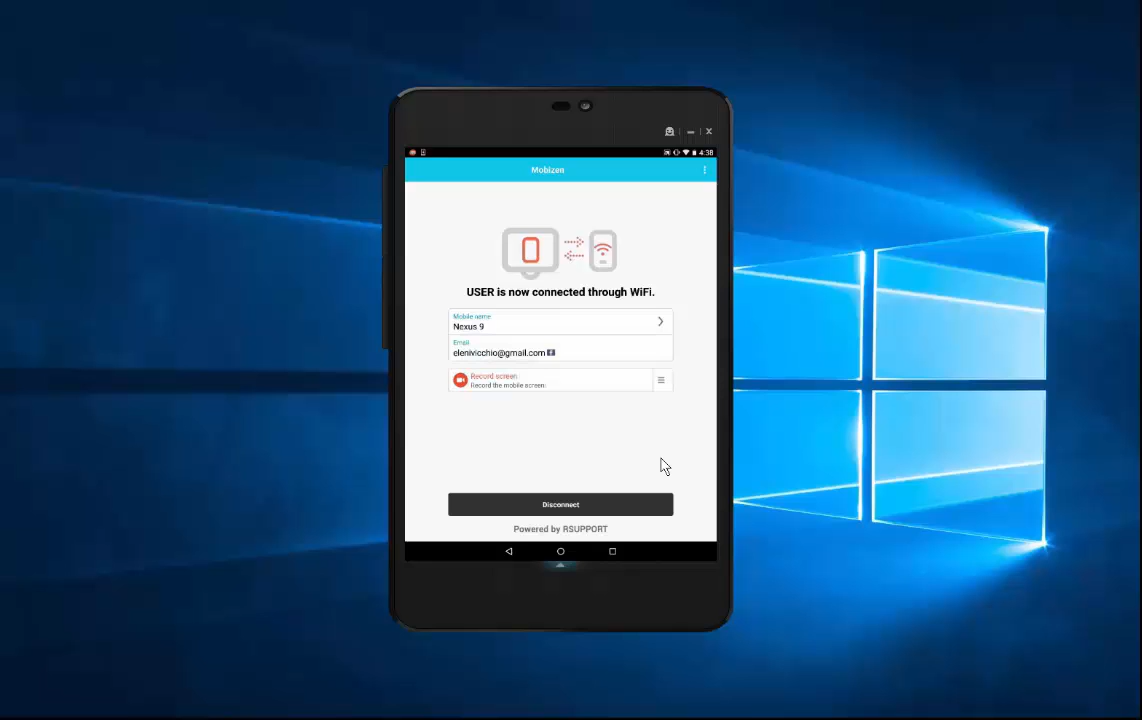 4:38
Mobizen
USER is now connected through WiFi.
Mobile name
Nexus 9
Email
elenivicchio@gmail.com
Record screen
Record the mobile screen.
Disconnect
Powered by RSUPPORT